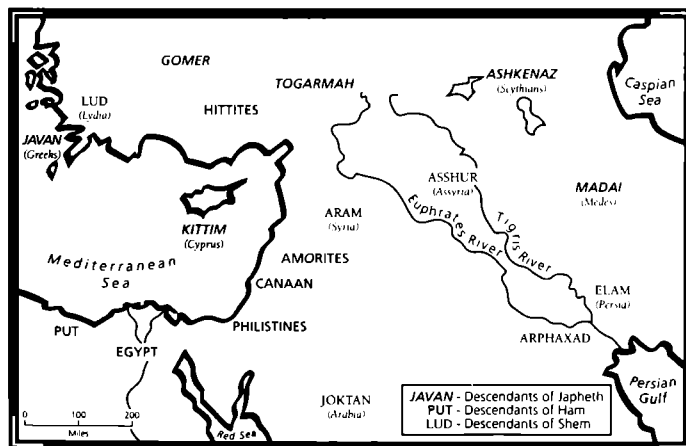 GOMER
TOGARMAH
ASHKENAZ
(Scythians)
Caspian
Sea
LUD
(Lydia)
HITTITES
JAVAN
(Greeks)
ASSHUR
(Assyria)
MADAI
(Medes)
KITTIM
(Cyprus)
ARAM
(Syria)
Euphrates River
Tigris River
Mediterranean
Sea
AMORITES
CANAAN
ELAM
(Persia)
PUT
PHILISTINES
ARPHAXAD
EGYPT
Persian
Gulf
JOKTAN
(Arabia)
Red Sea
0 100 200
Miles
JAVAN - Descendants of Japheth
PUT - Descendants of Ham
LUD - Descendants of Shem